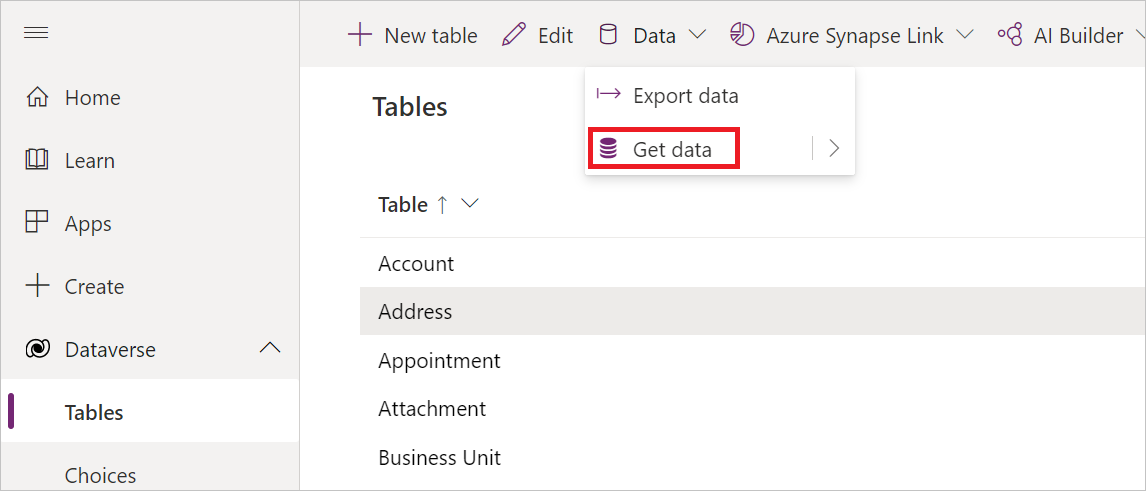 New table Edit Data Azure Synapse Link AI Builder
Home
Learn
Apps
Create
Dataverse
Tables
Choices
Export data
Get data
Tables
Table
Account
Address
Appointment
Attachment
Business Unit